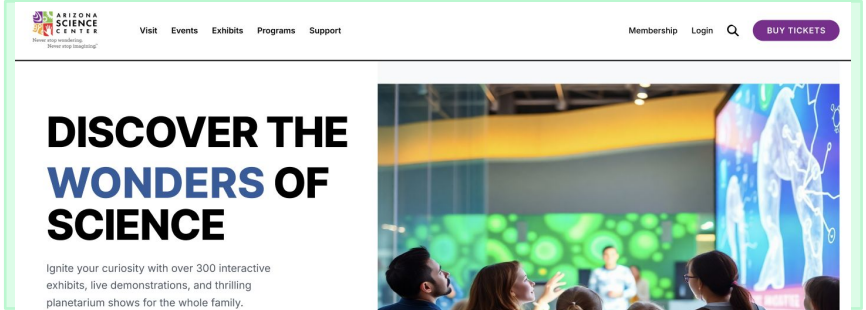 ARIZONA
SCIENCE
CENTER
Never stop wondering.
Never stop imagining.™
Visit Events Exhibits Programs Support
Membership Login BUY TICKETS
DISCOVER THE
WONDERS OF
SCIENCE
Ignite your curiosity with over 300 interactive
exhibits, live demonstrations, and thrilling
planetarium shows for the whole family.